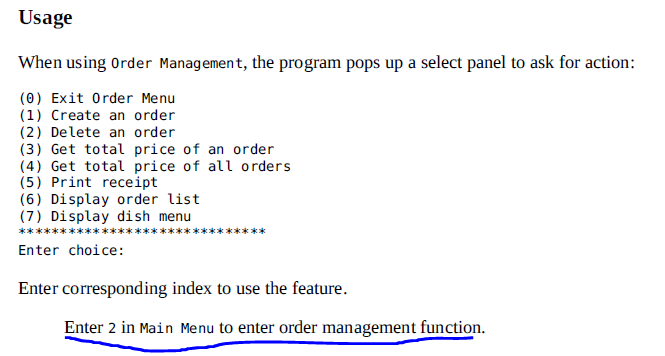 Usage
When using Order Management, the program pops up a select panel to ask for action:
(0) Exit Order Menu
(1) Create an order
(2) Delete an order
(3) Get total price of an order
(4) Get total price of all orders
(5) Print receipt
(6) Display order list
(7) Display dish menu
******************************
Enter choice:
Enter corresponding index to use the feature.
Enter 2 in Main Menu to enter order management function.